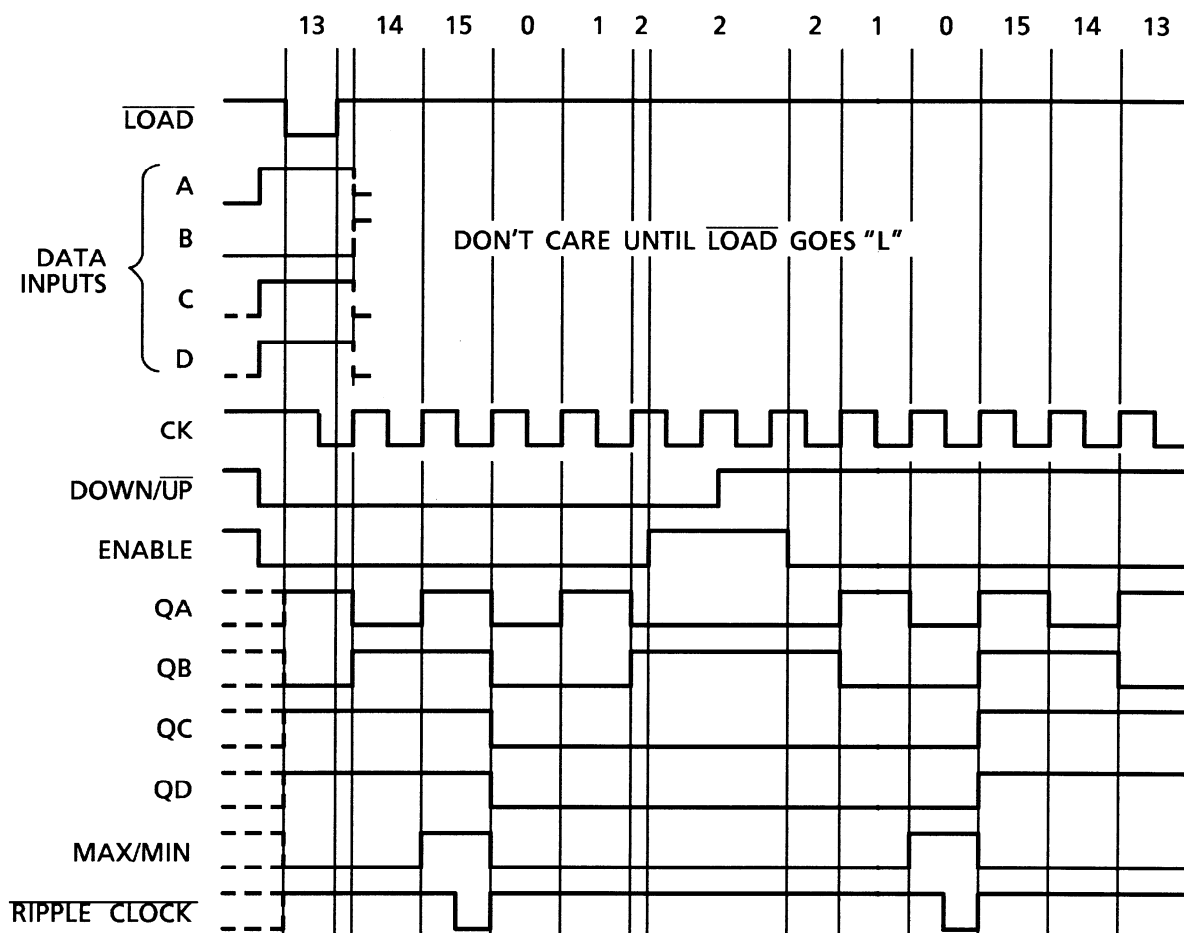 13 14 15 0 1 2 2 2 1 0 15 14 13
LOAD
A
B
DATA INPUTS
C
D
DON'T CARE UNTIL LOAD GOES "L"
CK
DOWN/UP
ENABLE
QA
QB
QC
QD
MAX/MIN
RIPPLE CLOCK